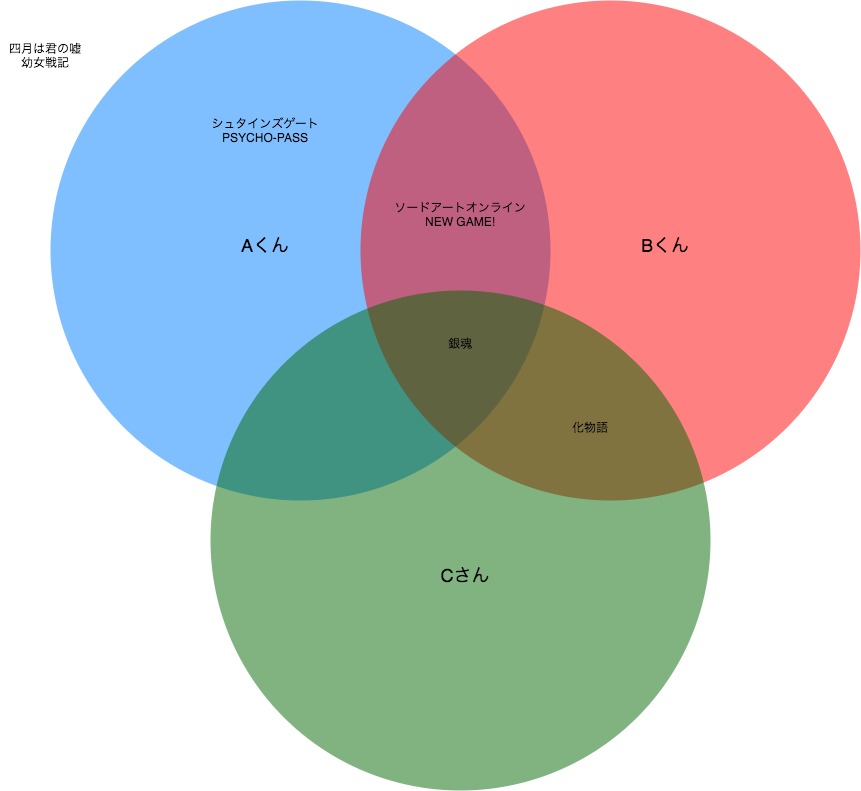 四月は君の嘘
幼女戦記
シュタインズゲート
PSYCHO-PASS
ソードアートオンライン
NEW GAME!
Aくん
Bくん
銀魂
化物語
Cさん